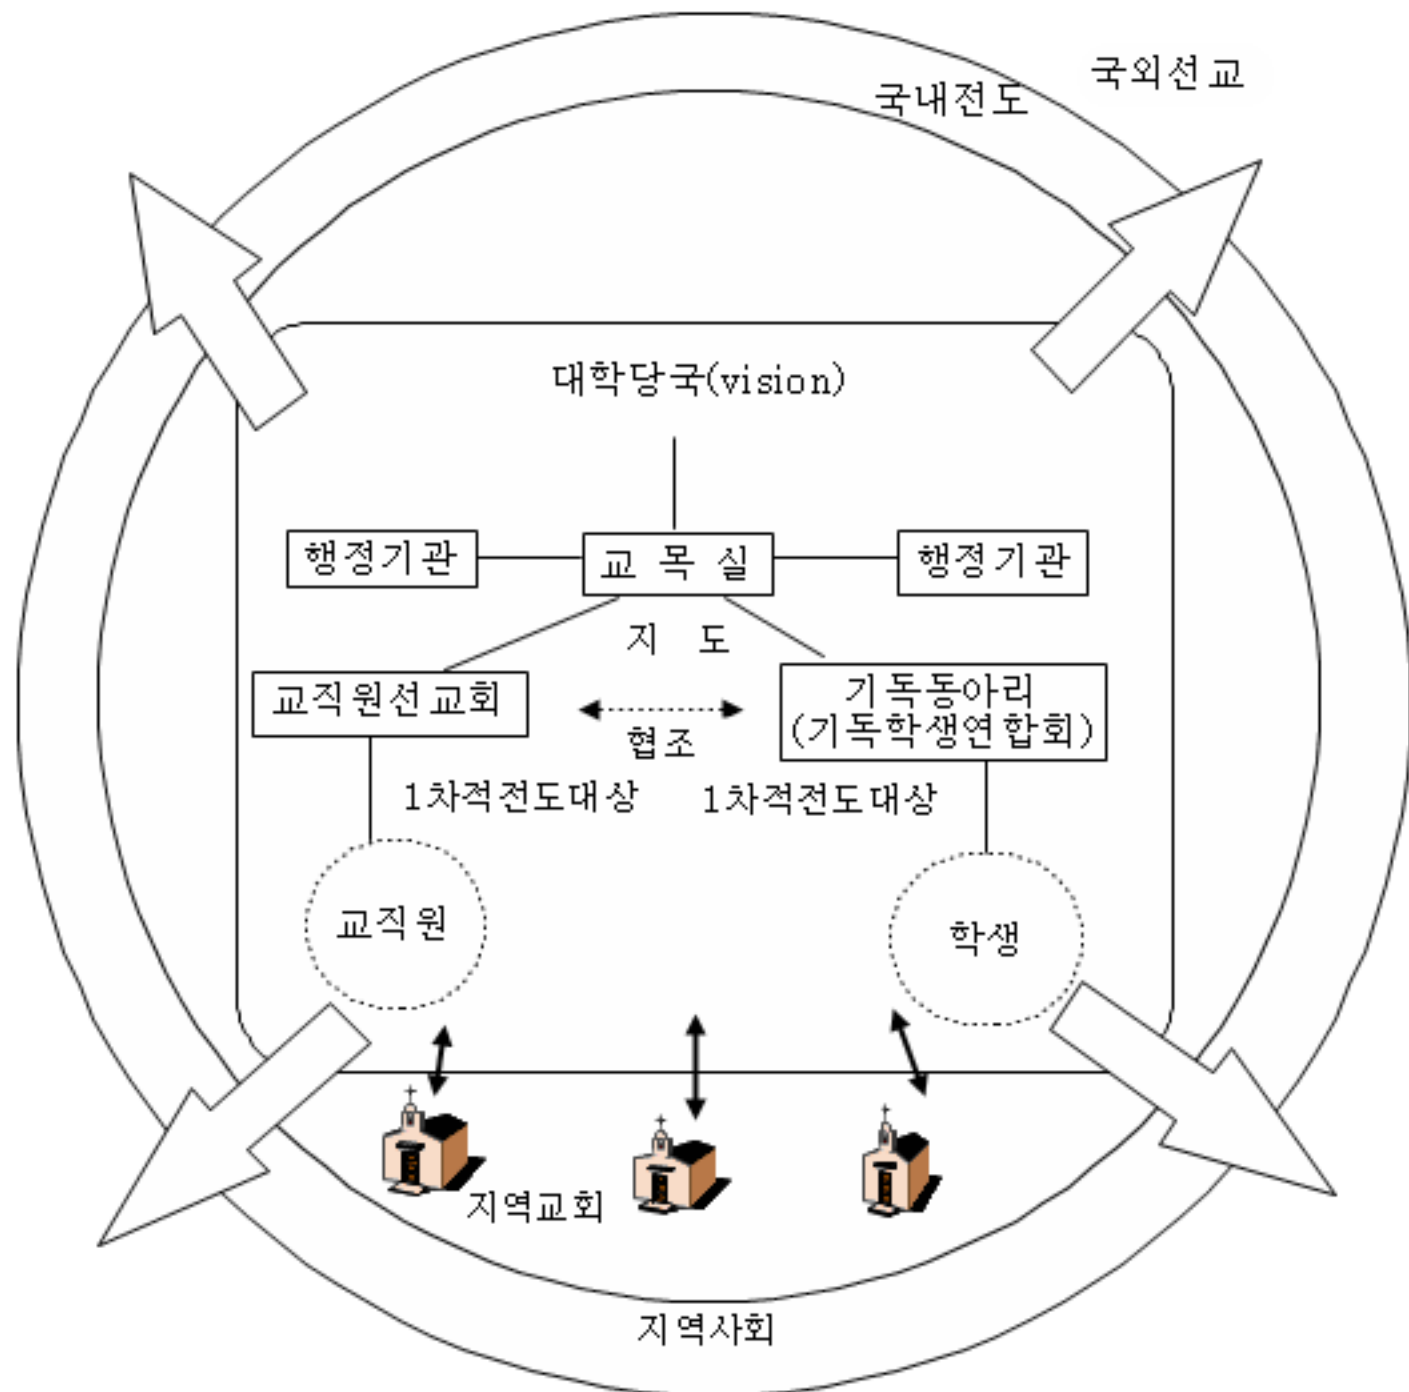 국외선교
국내전도
대학당국(vision)
행정기관
교 목 실
행정기관
지 도
교직원선교회
기독동아리
(기독학생연합회)
협조
1차적전도대상
1차적전도대상
교직원
학생
지역교회
지역사회